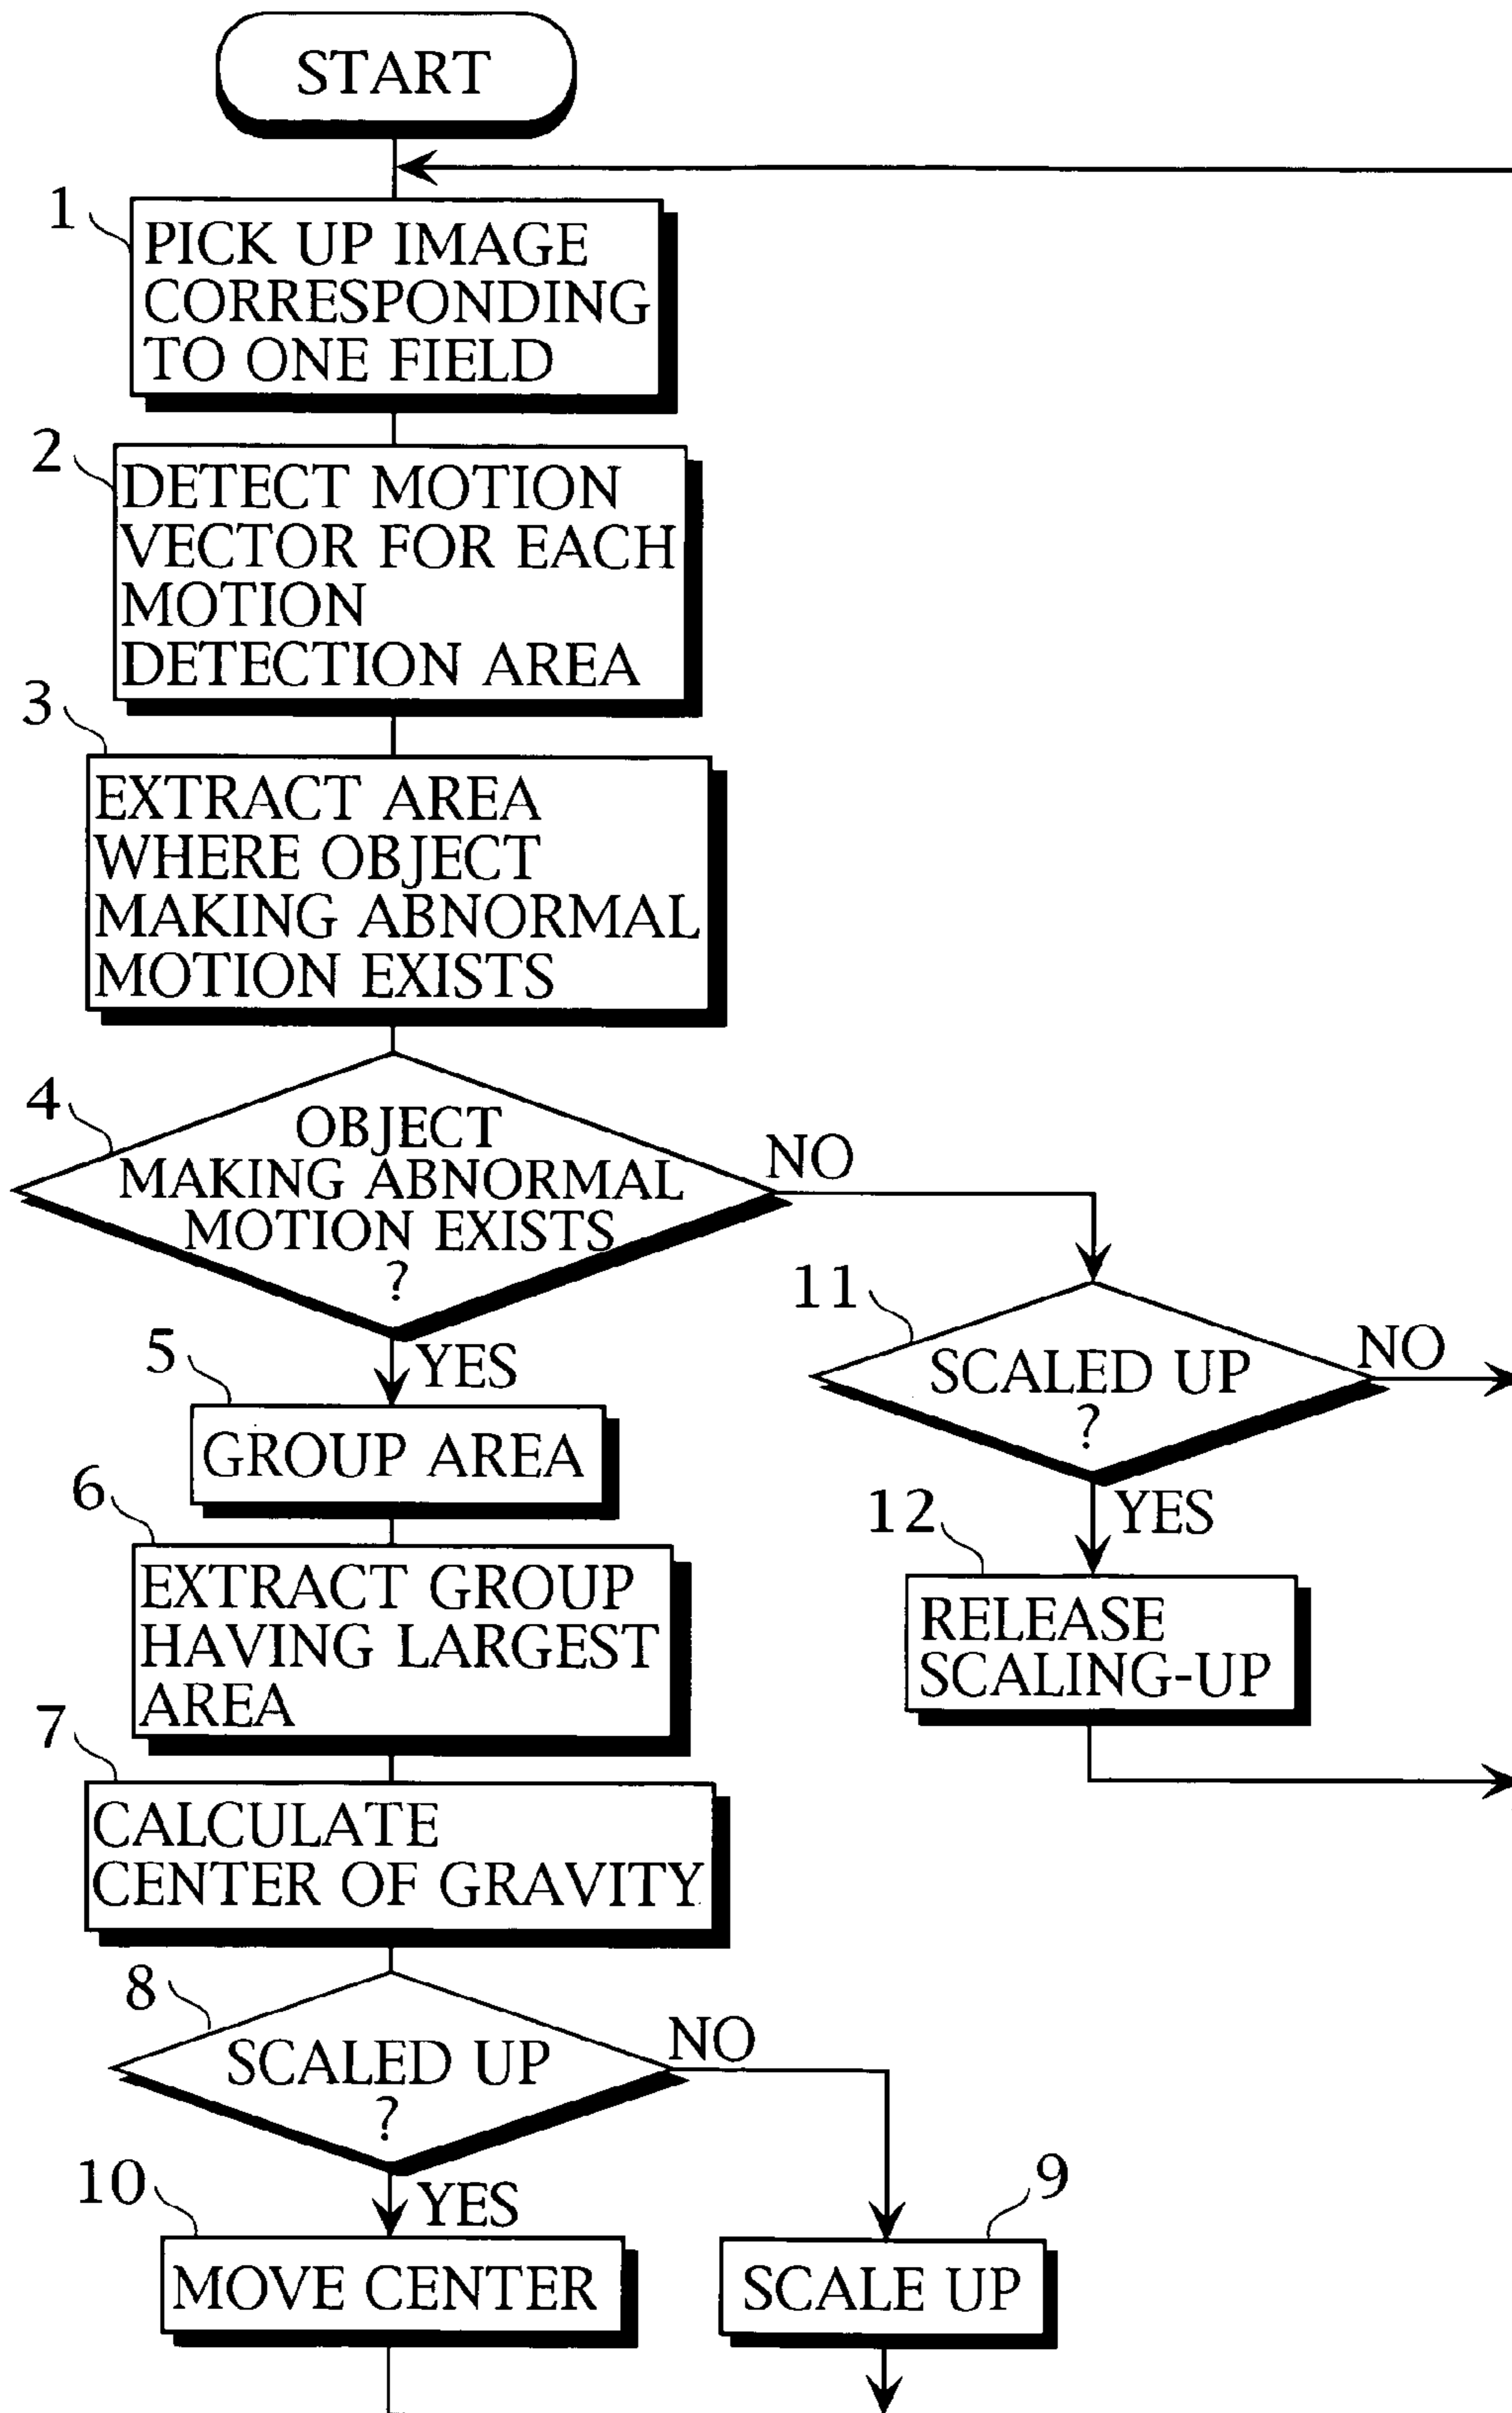 START
1
PICK UP IMAGE
CORRESPONDING
TO ONE FIELD
2
DETECT MOTION
VECTOR FOR EACH
MOTION
DETECTION AREA
3
EXTRACT AREA
WHERE OBJECT
MAKING ABNORMAL
MOTION EXISTS
4
OBJECT
MAKING ABNORMAL
MOTION EXISTS
?
NO
YES
11
SCALED UP
?
NO
YES
12
RELEASE
SCALING-UP
5
GROUP AREA
6
EXTRACT GROUP
HAVING LARGEST
AREA
7
CALCULATE
CENTER OF GRAVITY
8
SCALED UP
?
NO
YES
10
MOVE CENTER
9
SCALE UP